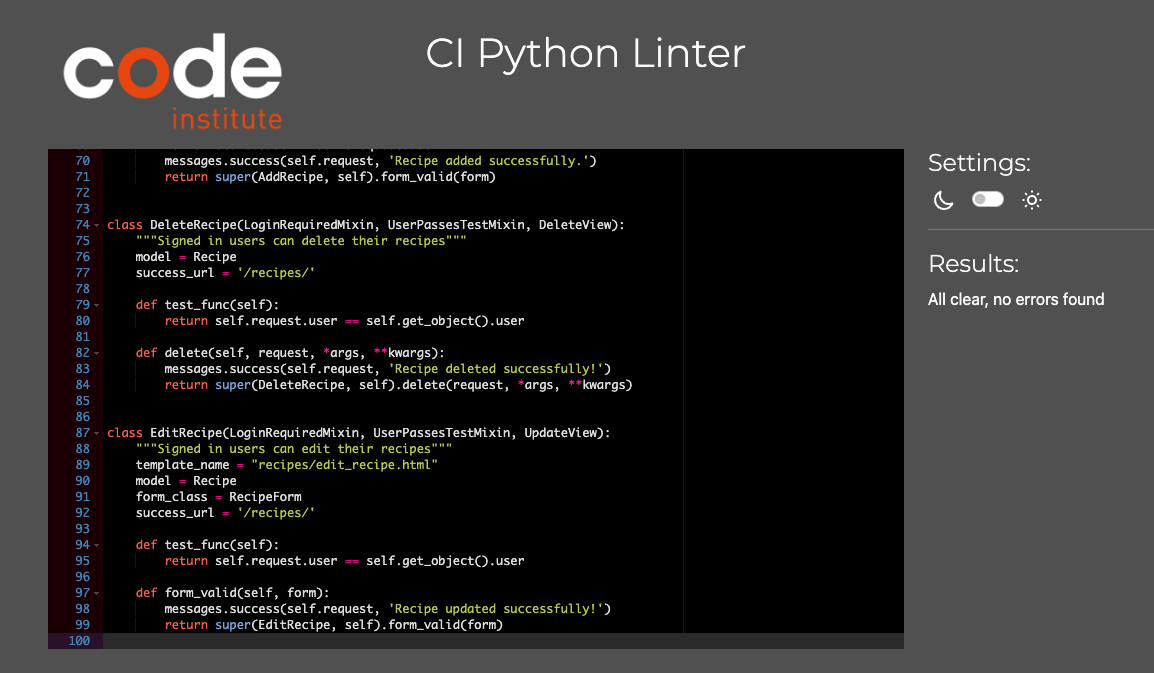 code
institute
CI Python Linter
70 messages.success(self.request, 'Recipe added successfully.')
71 return super(AddRecipe, self).form_valid(form)
72
73
74 class DeleteRecipe(LoginRequiredMixin, UserPassesTestMixin, DeleteView):
75 """Signed in users can delete their recipes"""
76 model = Recipe
77 success_url = '/recipes/'
78
79 def test_func(self):
80 return self.request.user == self.get_object().user
81
82 def delete(self, request, *args, **kwargs):
83 messages.success(self.request, 'Recipe deleted successfully!')
84 return super(DeleteRecipe, self).delete(request, *args, **kwargs)
85
86
87 class EditRecipe(LoginRequiredMixin, UserPassesTestMixin, UpdateView):
88 """Signed in users can edit their recipes"""
89 template_name = "recipes/edit_recipe.html"
90 model = Recipe
91 form_class = RecipeForm
92 success_url = '/recipes/'
93
94 def test_func(self):
95 return self.request.user == self.get_object().user
96
97 def form_valid(self, form):
98 messages.success(self.request, 'Recipe updated successfully!')
99 return super(EditRecipe, self).form_valid(form)
100
Settings:
Results:
All clear, no errors found